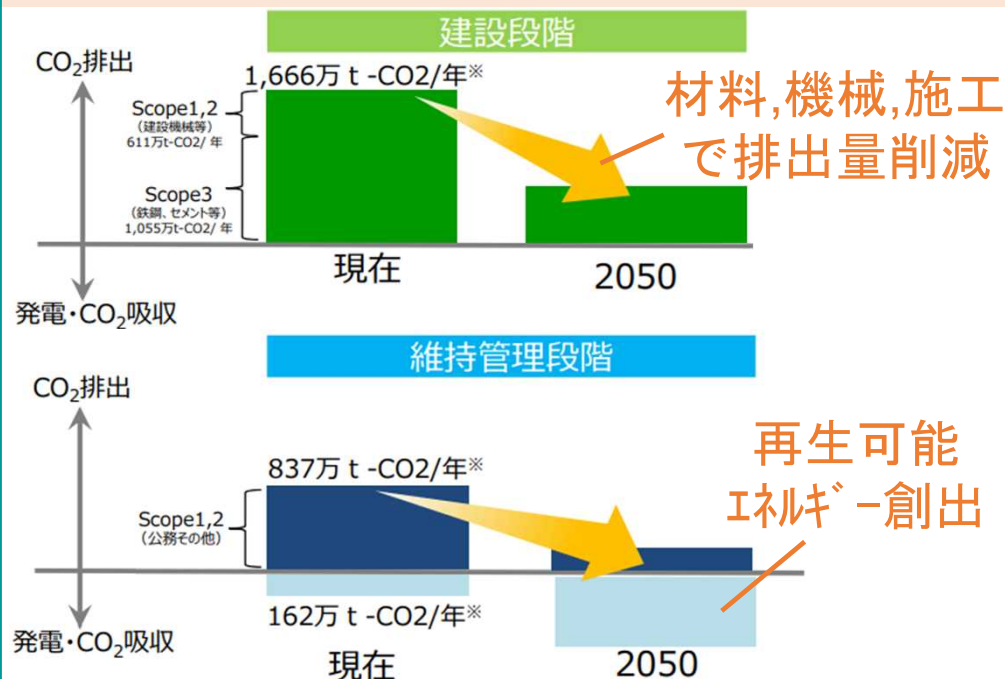 建設段階
CO₂排出
1,666万 t -CO2/年※
Scope1,2
（建設機械等）
611万t-CO2/ 年
Scope3
（鉄鋼、セメント等）
1,055万t-CO2/ 年
材料,機械,施工
で排出量削減
現在
2050
発電・CO₂吸収
維持管理段階
CO₂排出
837万 t -CO2/年※
Scope1,2
（公務その他）
再生可能
ｴﾈﾙｷﾞｰ創出
162万 t -CO2/年※
発電・CO₂吸収
現在
2050